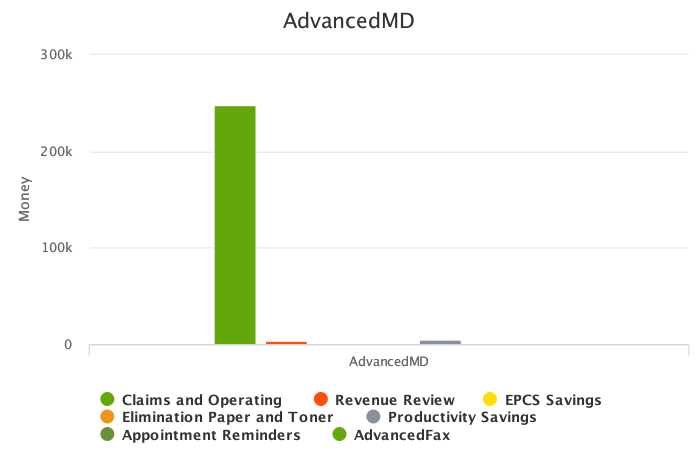 AdvancedMD
300k
200k
100k
0
Money
AdvancedMD
Claims and Operating Revenue Review EPCS Savings
Elimination Paper and Toner Productivity Savings
Appointment Reminders AdvancedFax